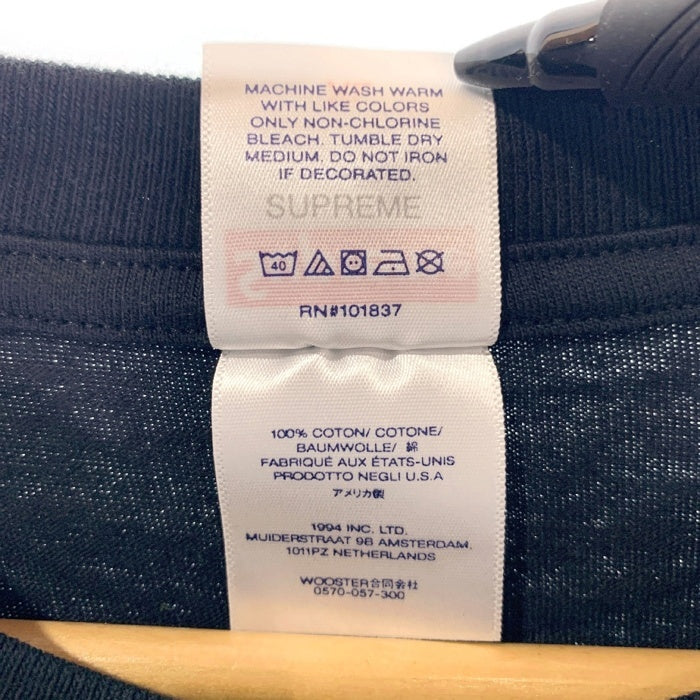 MACHINE WASH WARM
WITH LIKE COLORS
ONLY NON-CHLORINE
BLEACH. TUMBLE DRY
MEDIUM. DO NOT IRON
IF DECORATED.
SUPREME
40
RN#101837
100% COTON/ COTONE/
BAUMWOLLE/ 綿
FABRIQUÉ AUX ÉTATS-UNIS
PRODOTTO NEGLI U.S.A
アメリカ製
1994 INC. LTD.
MUIDERSTRAAT 9B AMSTERDAM.
1011PZ NETHERLANDS
WOOSTER合同会社
0570-057-300